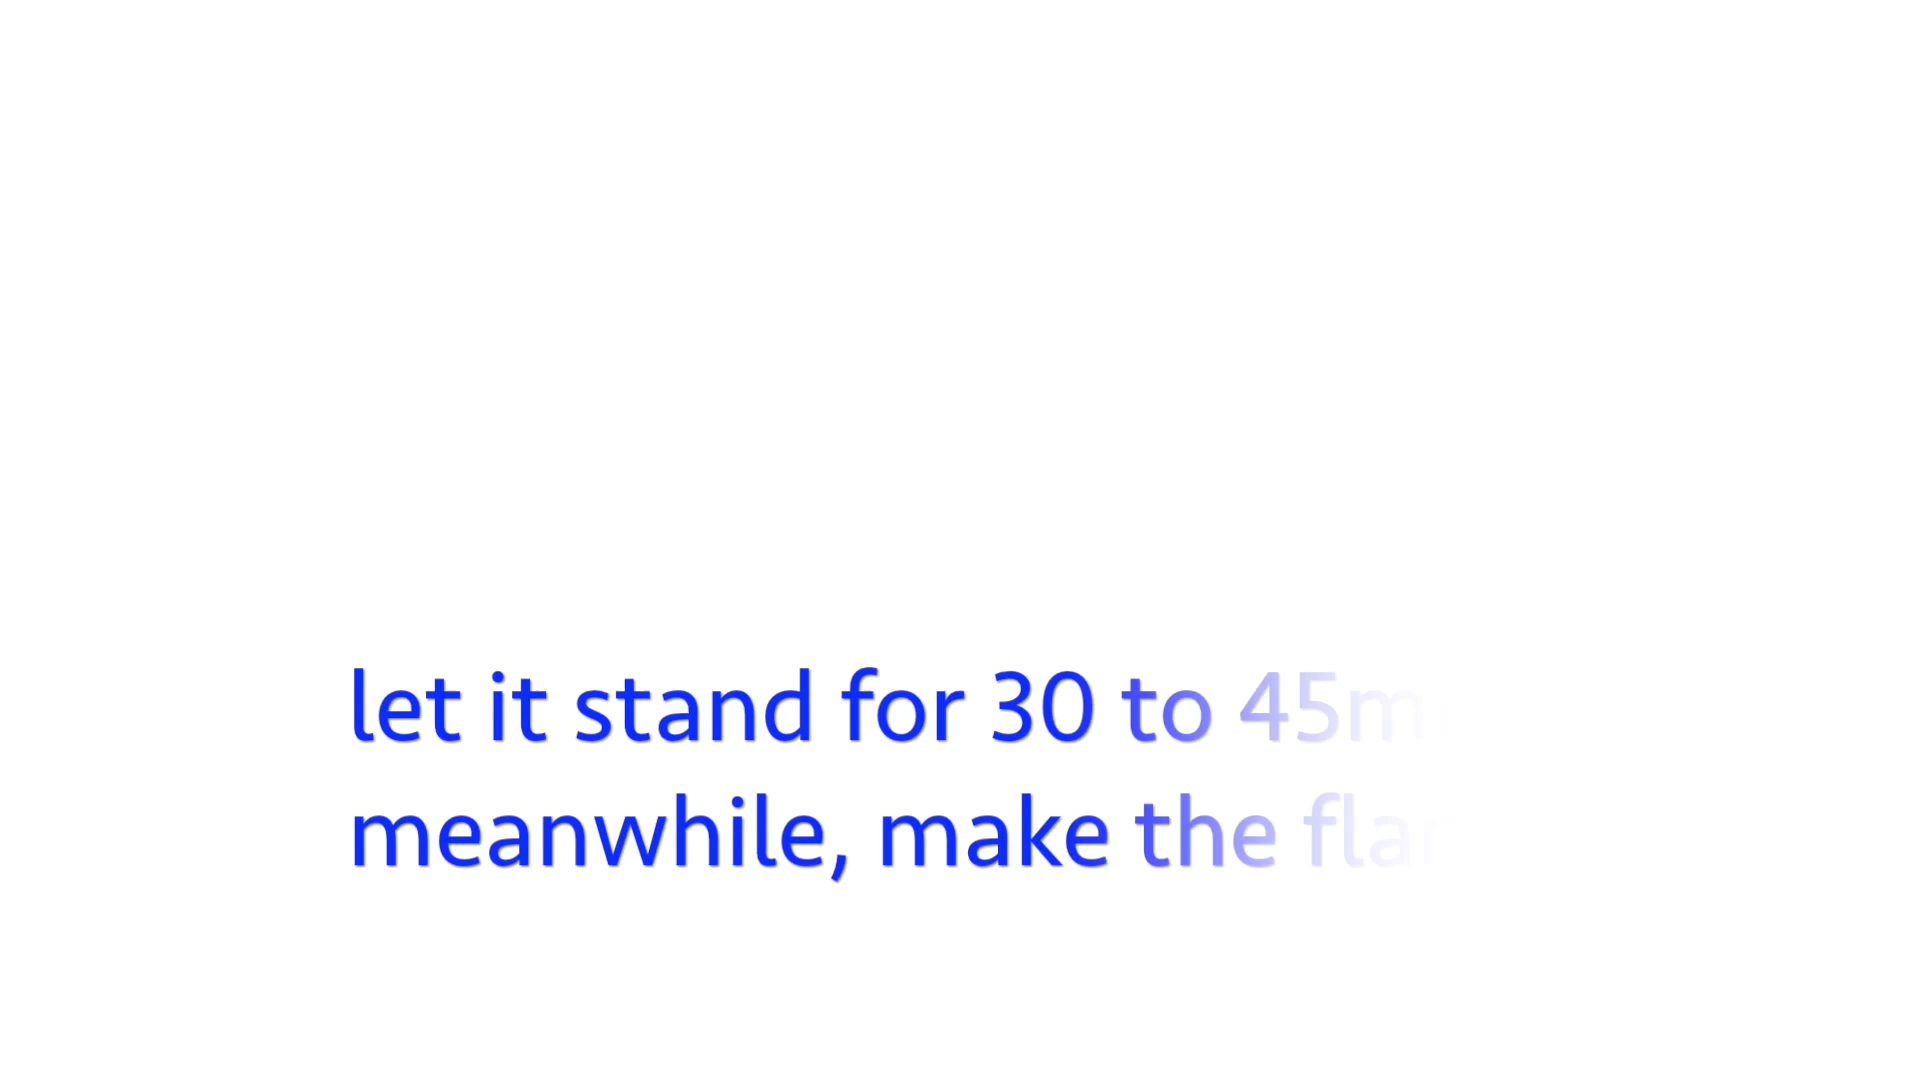 let it stand for 30 to
meanwhile, make the